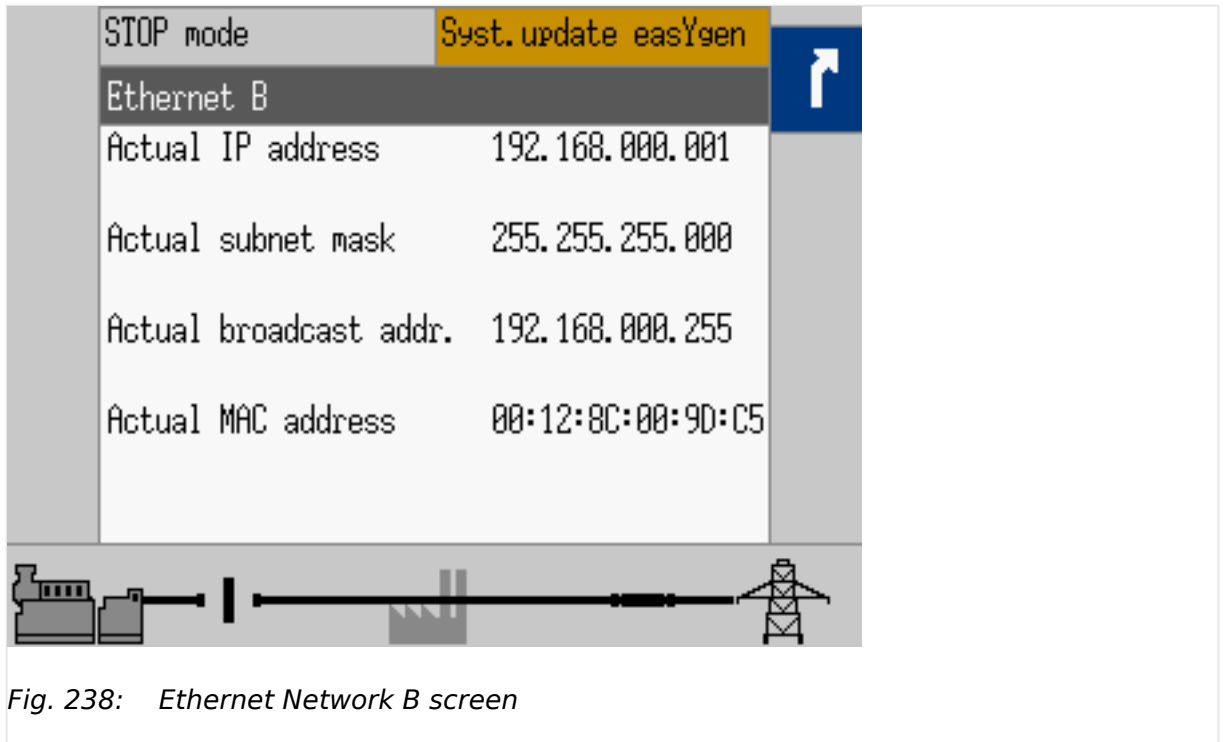 STOP mode Syst.update easYgen
Ethernet B
Actual IP address 192.168.000.001
Actual subnet mask 255.255.255.000
Actual broadcast addr. 192.168.000.255
Actual MAC address 00:12:8C:00:9D:C5
Fig. 238: Ethernet Network B screen